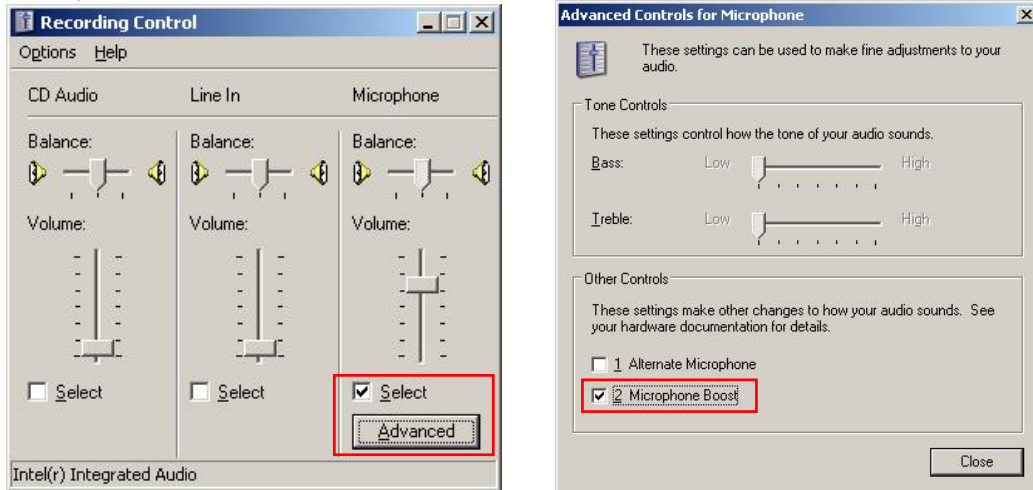 Recording Control
Options Help
CD Audio Line In Microphone
Balance: Balance: Balance:
Volume: Volume: Volume:
Select Select Select
Advanced
Intel(r) Integrated Audio
Advanced Controls for Microphone
These settings can be used to make fine adjustments to your
audio.
Tone Controls
These settings control how the tone of your audio sounds.
Bass: Low High
Treble: Low High
Other Controls
These settings make other changes to how your audio sounds. See
your hardware documentation for details.
1 Alternate Microphone
2 Microphone Boost
Close